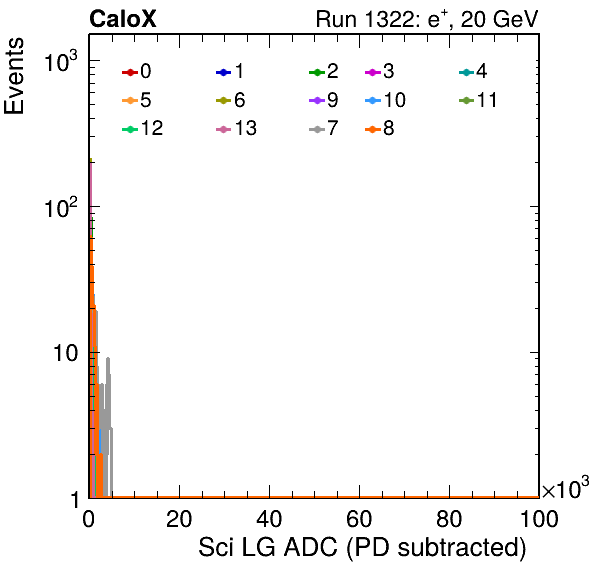 CaloX Run 1322: e⁺, 20 GeV
Events
10³
10²
10
1
0 1 2 3 4
5 6 9 10 11
12 13 7 8
0 20 40 60 80 100
×10³
Sci LG ADC (PD subtracted)